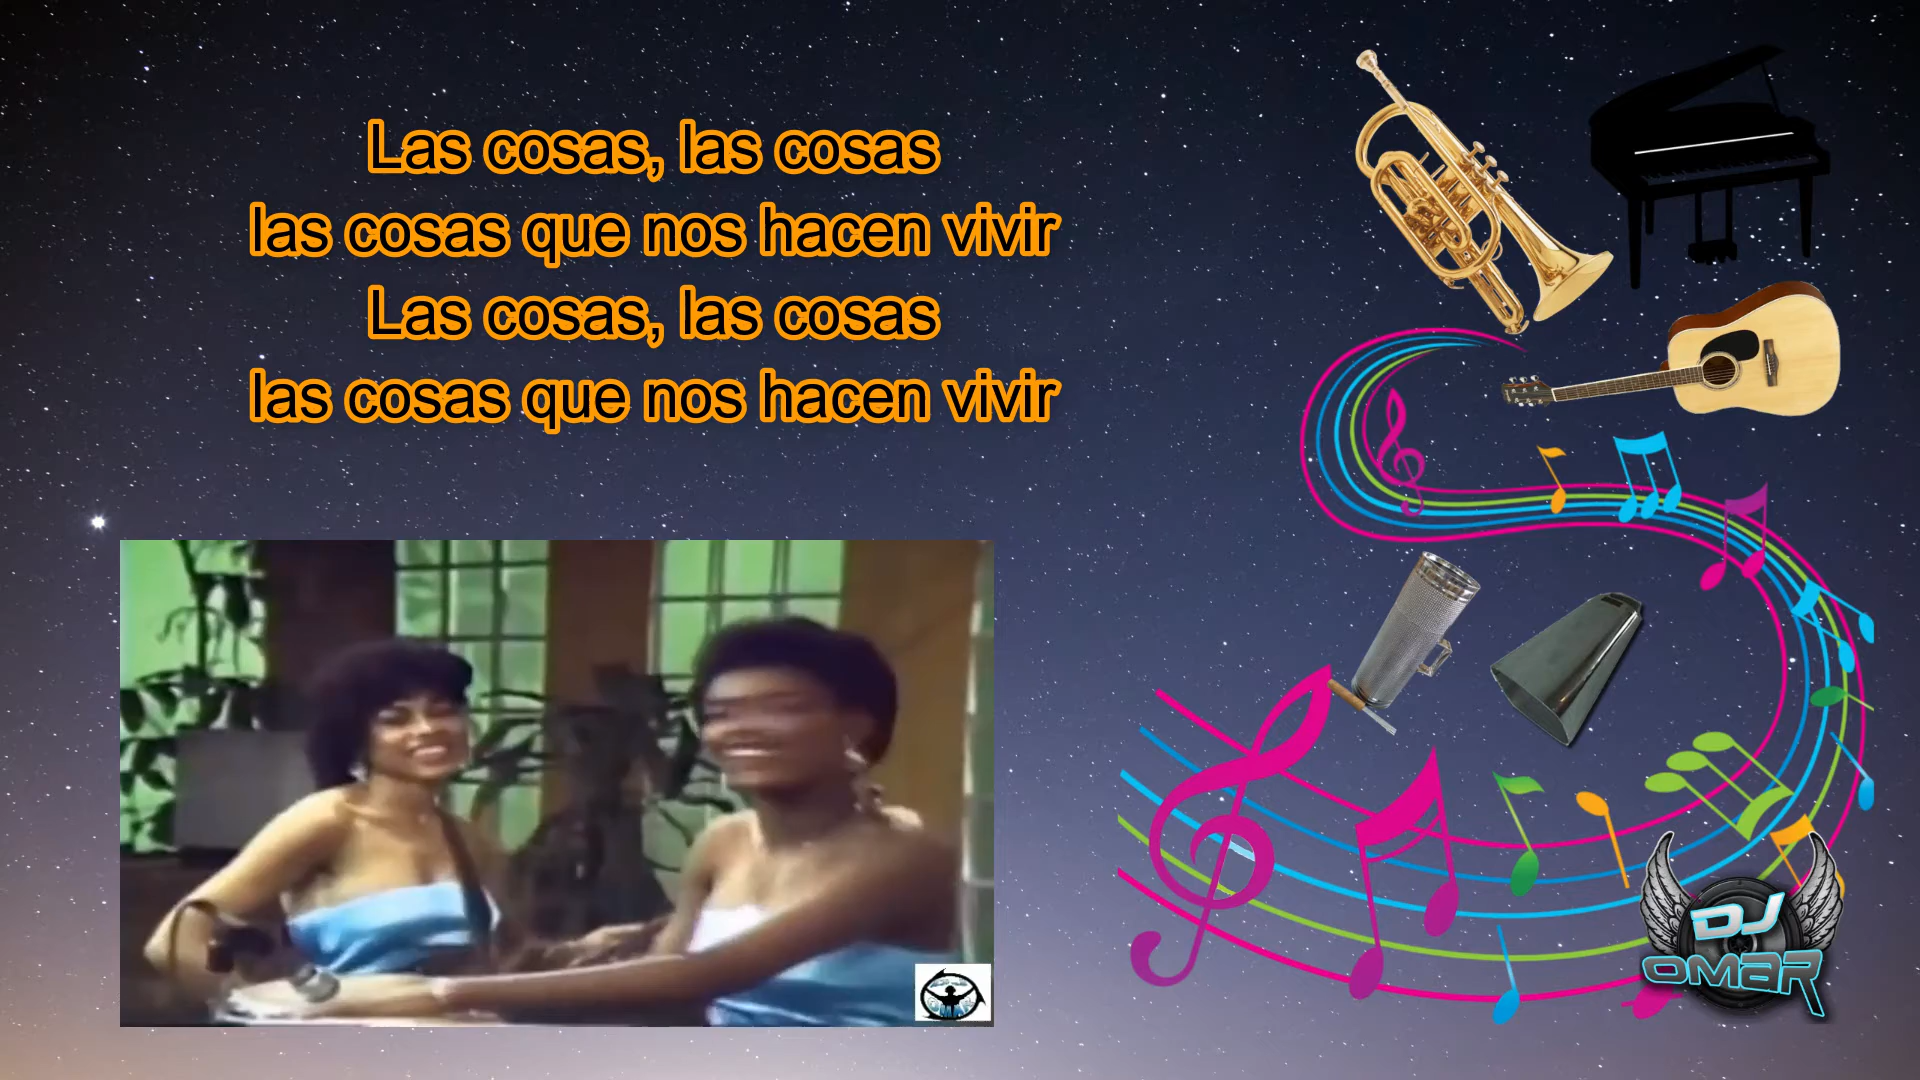 Las cosas, las cosas
las cosas que nos hacen vivir
Las cosas, las cosas
las cosas que nos hacen vivir
DJ
OMAR